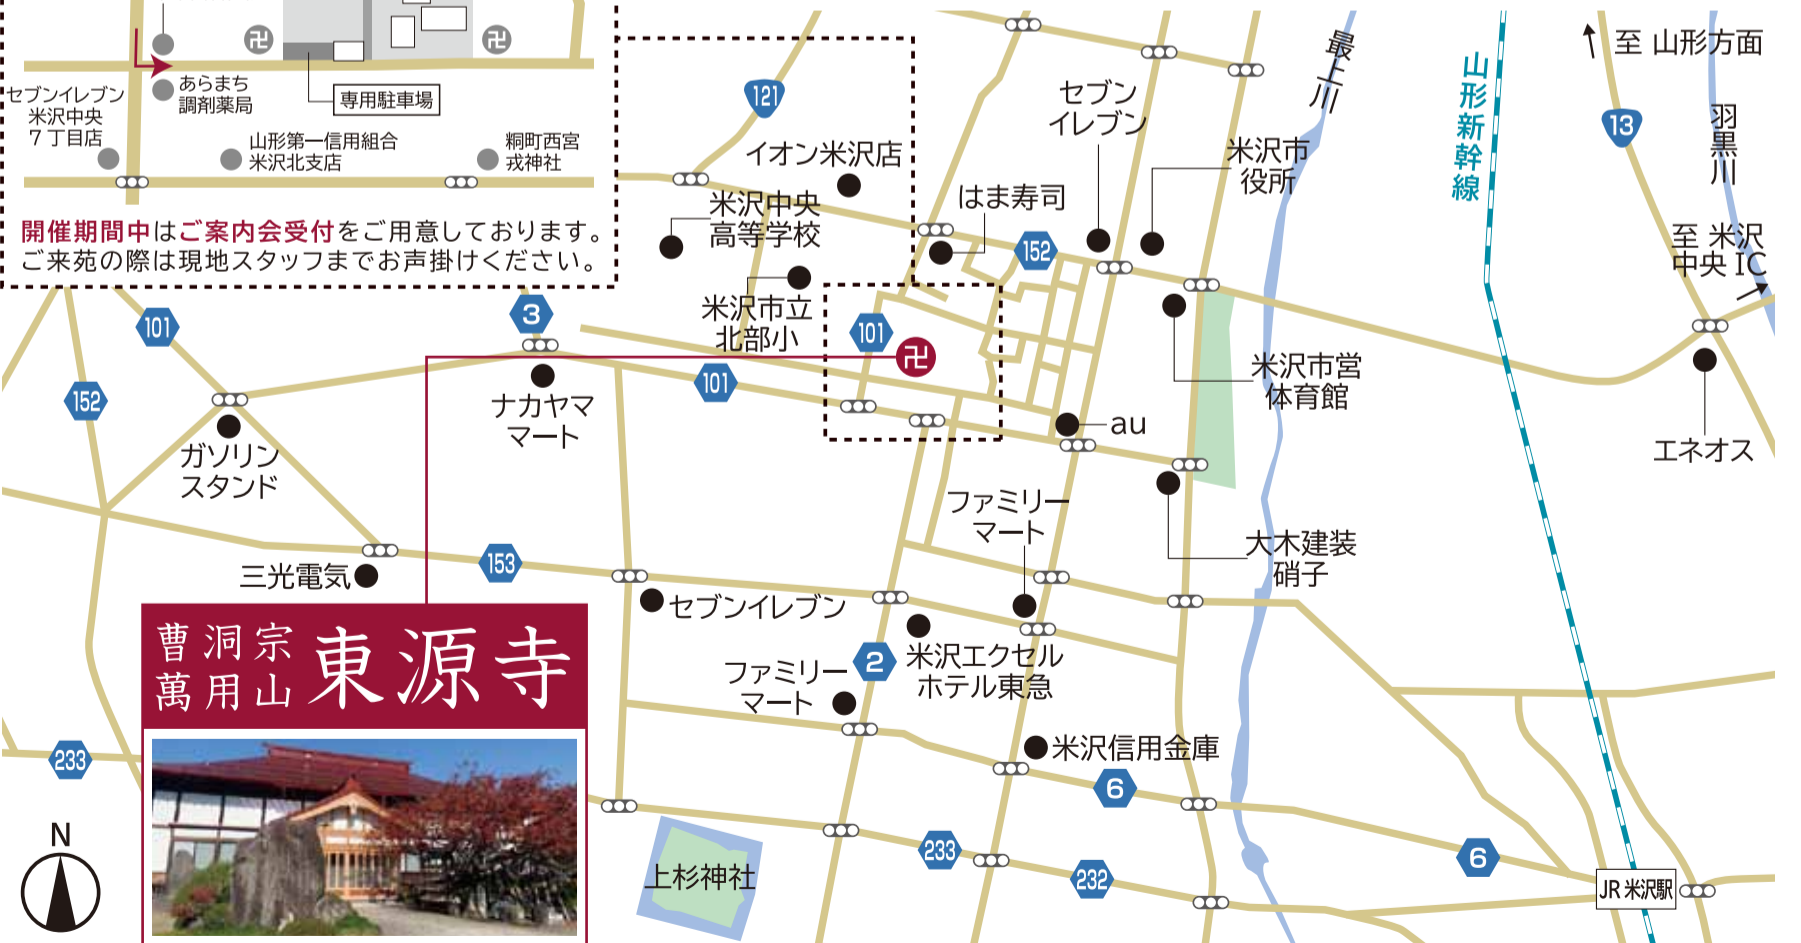 あらまち
調剤薬局
セブンイレブン
米沢中央
7丁目店
専用駐車場
山形第一信用組合
米沢北支店
粡町西宮
戎神社
開催期間中はご案内会受付をご用意しております。
ご来苑の際は現地スタッフまでお声掛けください。
121
イオン米沢店
米沢中央
高等学校
はま寿司
152
セブン
イレブン
米沢市
役所
最上川
山形新幹線
至 山形方面
13
羽黒川
至 米沢
中央 IC
米沢市立
北部小
101
3
101
152
101
ナカヤマ
マート
ガソリン
スタンド
米沢市営
体育館
au
エネオス
ファミリー
マート
大木建装
硝子
三光電気
153
セブンイレブン
2
米沢エクセル
ホテル東急
ファミリー
マート
米沢信用金庫
6
233
233
232
6
上杉神社
JR 米沢駅
曹洞宗
萬用山
東源寺
N